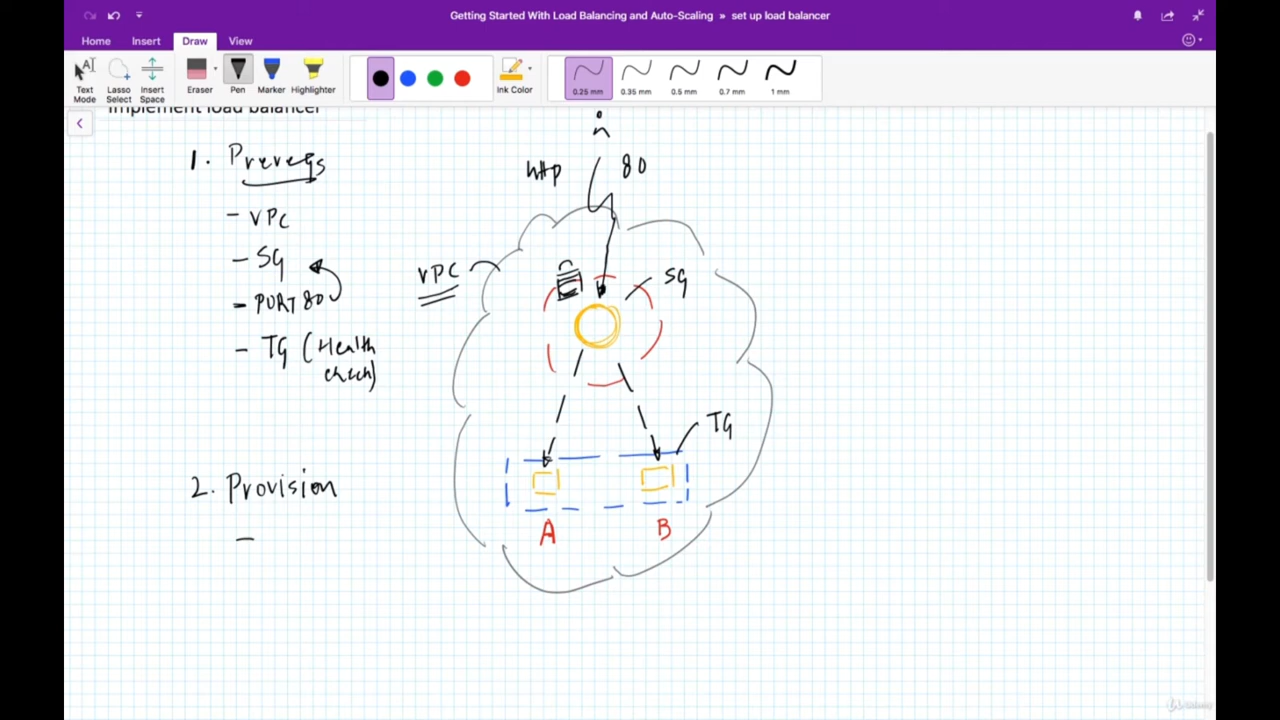 Getting Started With Load Balancing and Auto-Scaling » set up load balancer
Home Insert Draw View
Text Mode
Lasso Select
Insert Space
Eraser
Pen
Marker
Highlighter
Ink Color
0.25 mm
0.35 mm
0.5 mm
0.7 mm
1 mm
Implement load balancer
1. Prereqs
- VPC
- SG
- PORT 80
- TG (Health check)
2. Provision
-
http 80
VPC
SG
TG
A B